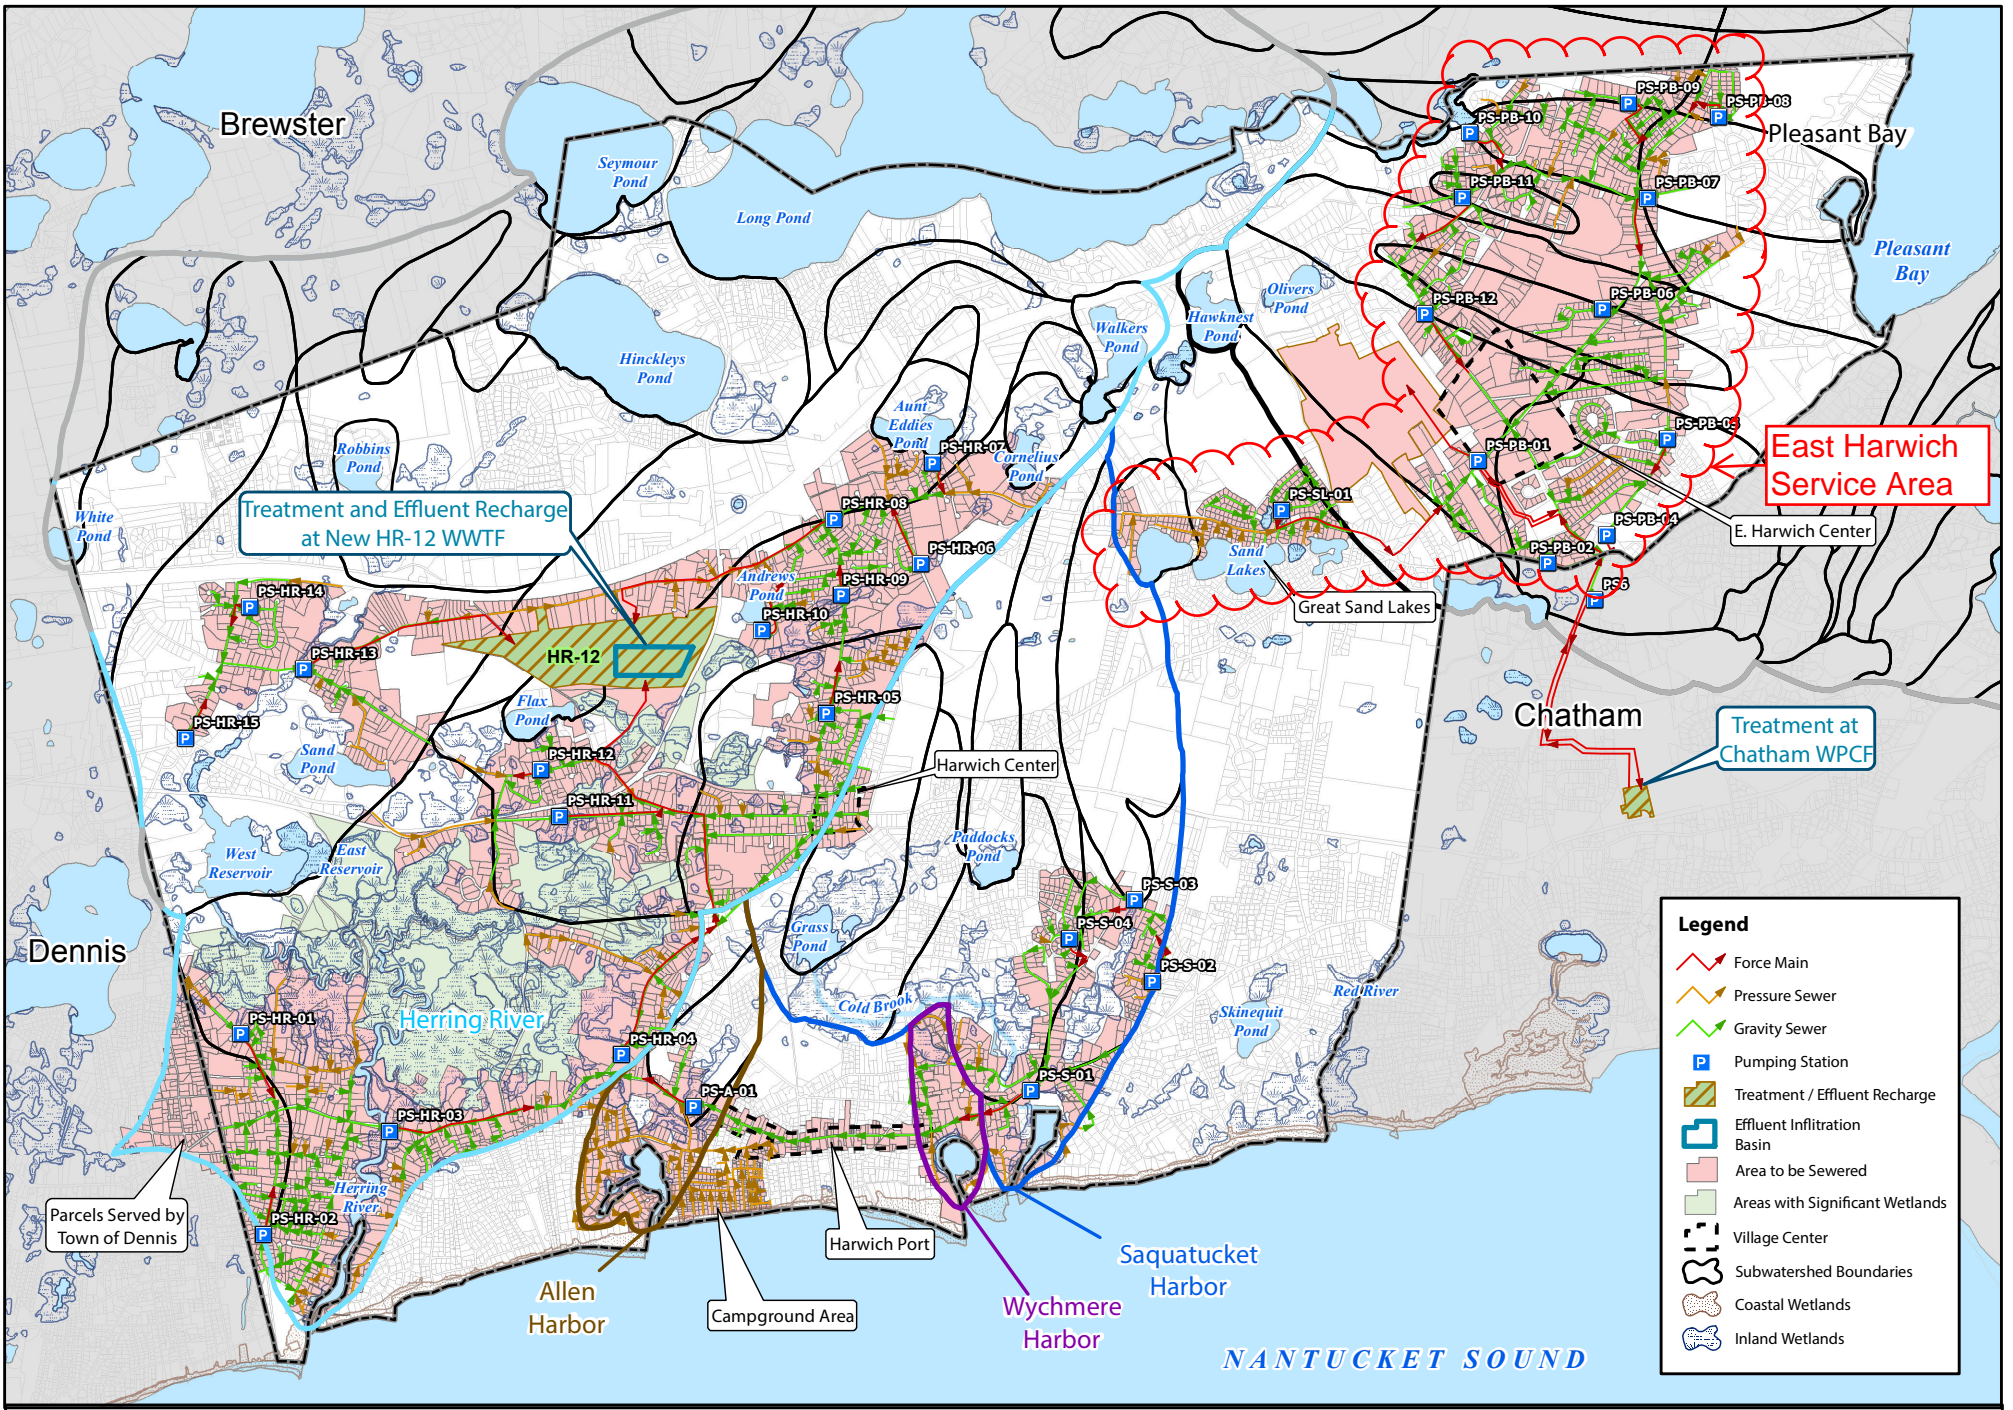 Brewster
Seymour
Pond
Long Pond
PS-PB-09
PS-PB-08
PS-PB-10
Pleasant Bay
PS-PB-11
PS-PB-07
Pleasant
Bay
Olivers
Pond
PS-PB-12
PS-PB-06
Hawknest
Pond
Walkers
Pond
Hinckleys
Pond
Aunt
Eddies
Pond
PS-HR-07
Cornelius
Pond
Robbins
Pond
PS-PB-01
East Harwich
Service Area
PS-SL-01
PS-HR-08
Treatment and Effluent Recharge
at New HR-12 WWTF
White
Pond
PS-PB-04
E. Harwich Center
PS-HR-06
PS-PB-02
Sand
Lakes
Andrews
Pond
PS-HR-09
PS6
PS-HR-14
Great Sand Lakes
PS-HR-10
PS-HR-13
HR-12
PS-HR-05
Flax
Pond
PS-HR-15
Chatham
Treatment at
Chatham WPCF
Sand
Pond
PS-HR-12
Harwich Center
PS-HR-11
Paddocks
Pond
West
Reservoir
East
Reservoir
PS-S-03
PS-S-04
Grass
Pond
Dennis
PS-S-02
Red River
Cold Brook
Skinequit
Pond
Herring River
PS-HR-01
PS-HR-04
PS-S-01
PS-A-01
PS-HR-03
Herring
River
Parcels Served by
Town of Dennis
PS-HR-02
Harwich Port
Saquatucket
Harbor
Allen
Harbor
Campground Area
Wychmere
Harbor
NANTUCKET SOUND
Legend
Force Main
Pressure Sewer
Gravity Sewer
P Pumping Station
Treatment / Effluent Recharge
Effluent Inflitration
Basin
Area to be Sewered
Areas with Significant Wetlands
Village Center
Subwatershed Boundaries
Coastal Wetlands
Inland Wetlands